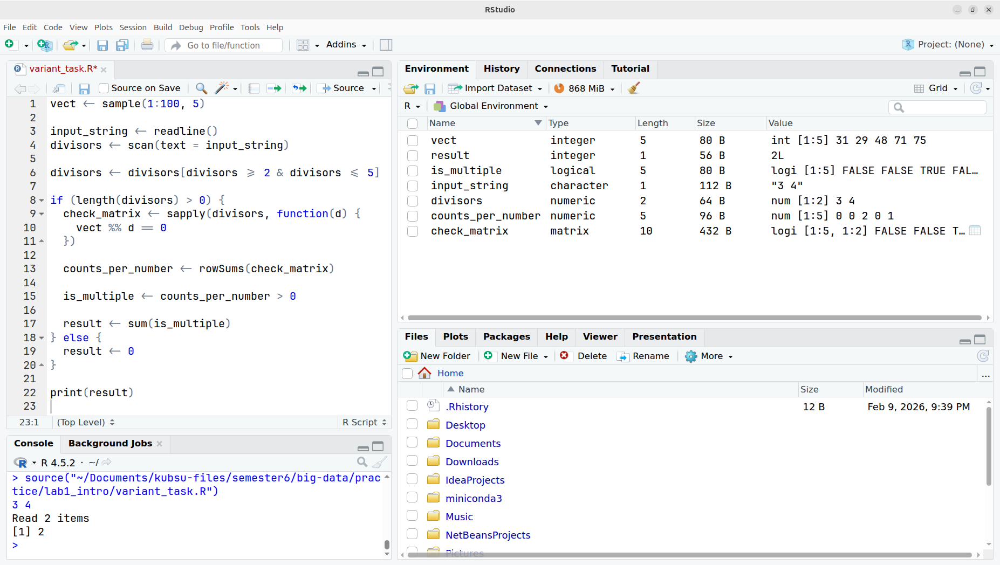 RStudio
File Edit Code View Plots Session Build Debug Profile Tools Help
Go to file/function Addins Project: (None)
variant_task.R*
Source on Save Source
1 vect <- sample(1:100, 5)
2
3 input_string <- readline()
4 divisors <- scan(text = input_string)
5
6 divisors <- divisors[divisors >= 2 & divisors <= 5]
7
8 if (length(divisors) > 0) {
9 check_matrix <- sapply(divisors, function(d) {
10 vect %% d == 0
11 })
12
13 counts_per_number <- rowSums(check_matrix)
14
15 is_multiple <- counts_per_number > 0
16
17 result <- sum(is_multiple)
18 } else {
19 result <- 0
20 }
21
22 print(result)
23
23:1 (Top Level) R Script
Console Background Jobs
R 4.5.2 · ~/
> source("~/Documents/kubsu-files/semester6/big-data/prac
tice/lab1_intro/variant_task.R")
3 4
Read 2 items
[1] 2
>
Environment History Connections Tutorial
Import Dataset 868 MiB Grid
R Global Environment
Name Type Length Size Value
vect integer 5 80 B int [1:5] 31 29 48 71 75
result integer 1 56 B 2L
is_multiple logical 5 80 B logi [1:5] FALSE FALSE TRUE FAL…
input_string character 1 112 B "3 4"
divisors numeric 2 64 B num [1:2] 3 4
counts_per_number numeric 5 96 B num [1:5] 0 0 2 0 1
check_matrix matrix 10 432 B logi [1:5, 1:2] FALSE FALSE T…
Files Plots Packages Help Viewer Presentation
New Folder New File Delete Rename More
Home ...
Name Size Modified
.Rhistory 12 B Feb 9, 2026, 9:39 PM
Desktop
Documents
Downloads
IdeaProjects
miniconda3
Music
NetBeansProjects
Pictures